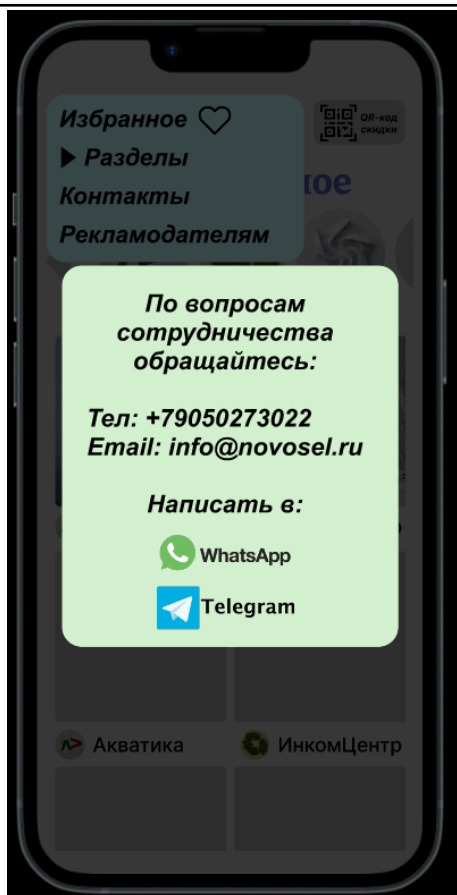 Избранное
QR-код
скидки
▶ Разделы
Контакты
Рекламодателям
По вопросам
сотрудничества
обращайтесь:
Тел: +79050273022
Email: info@novosel.ru
Написать в:
WhatsApp
Telegram
Акватика
ИнкомЦентр